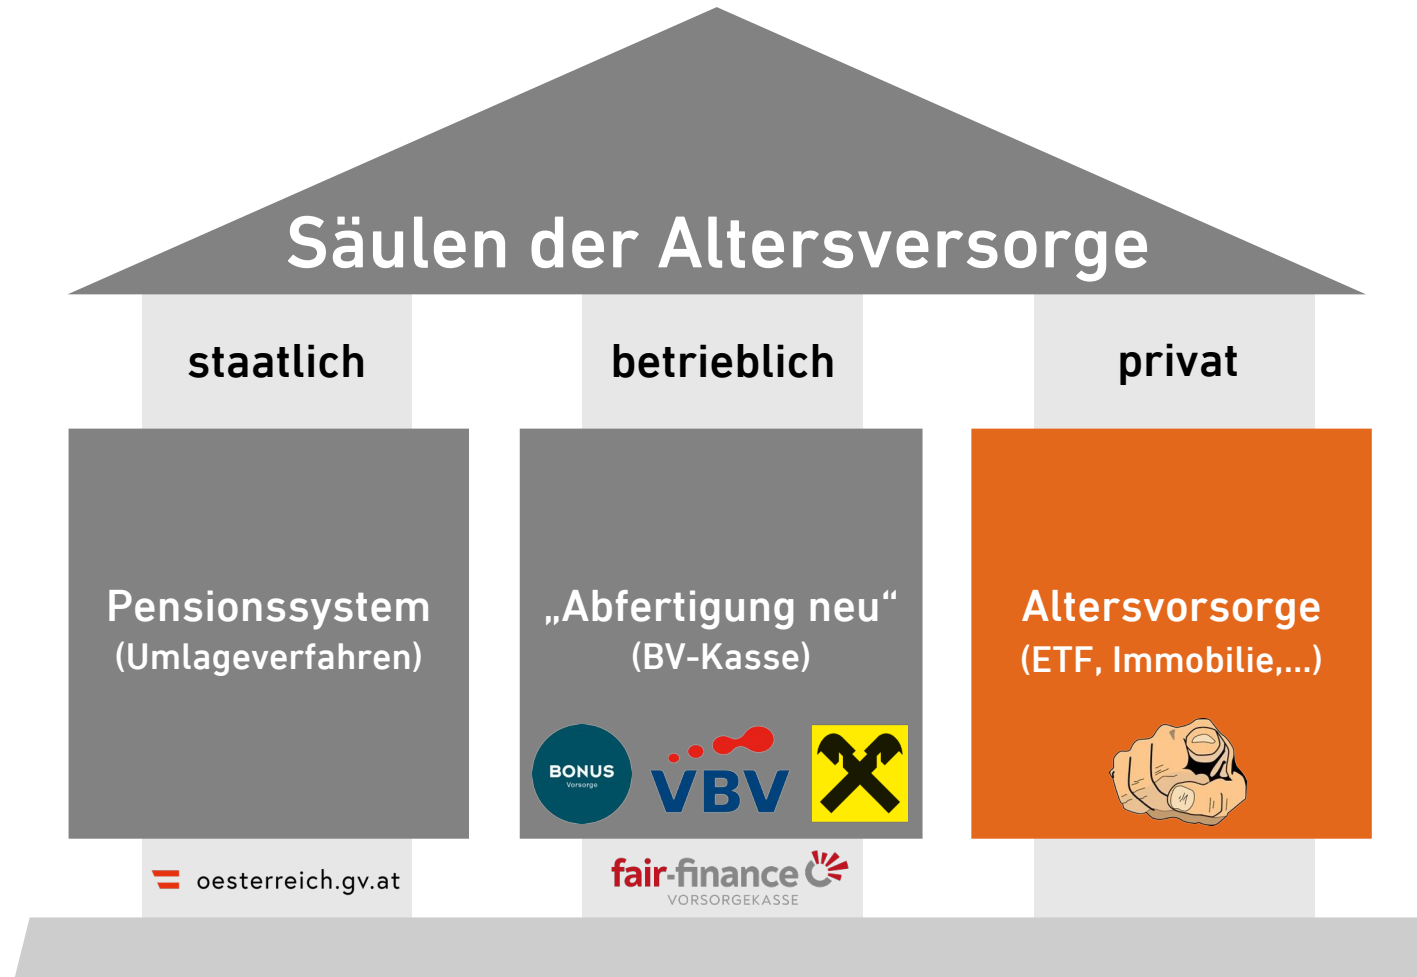 Säulen der Altersversorge
staatlich
betrieblich
privat
Pensionssystem
(Umlageverfahren)
„Abfertigung neu“
(BV-Kasse)
Altersvorsorge
(ETF, Immobilie,...)
BONUS
Vorsorge
VBV
oesterreich.gv.at
fair-finance
VORSORGEKASSE